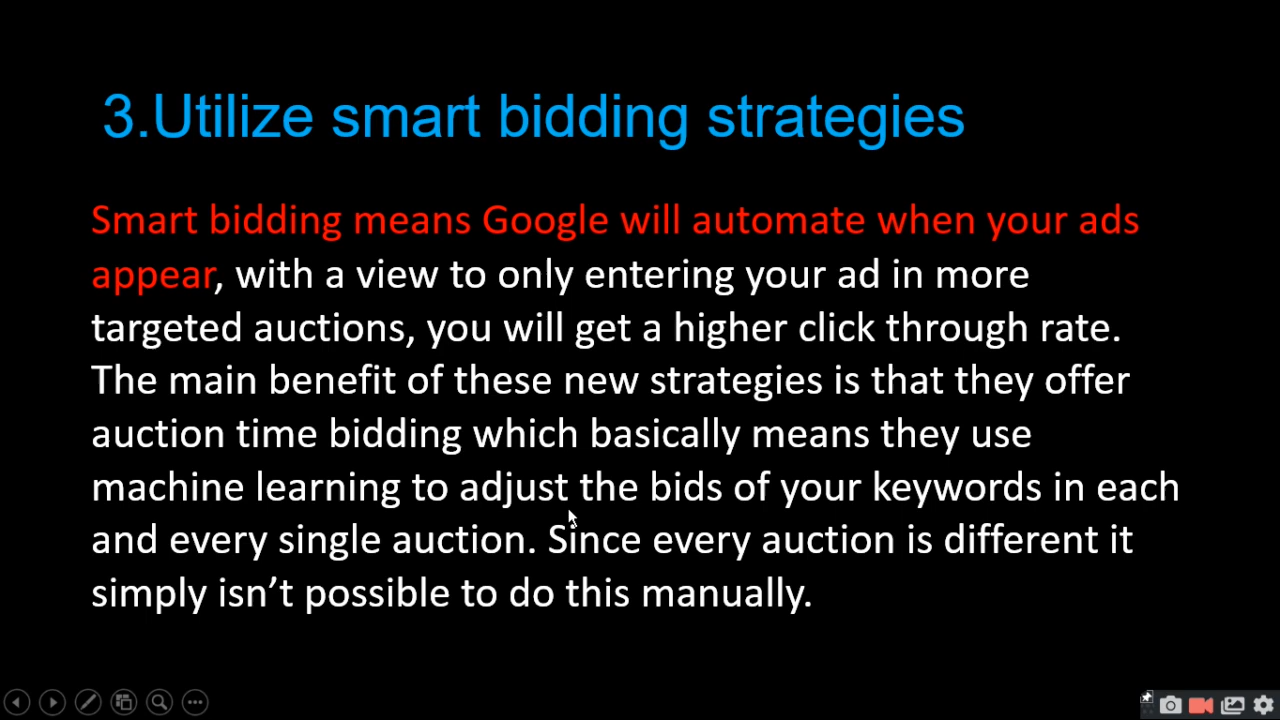 3.Utilize smart bidding strategies
Smart bidding means Google will automate when your ads
appear, with a view to only entering your ad in more
targeted auctions, you will get a higher click through rate.
The main benefit of these new strategies is that they offer
auction time bidding which basically means they use
machine learning to adjust the bids of your keywords in each
and every single auction. Since every auction is different it
simply isn’t possible to do this manually.